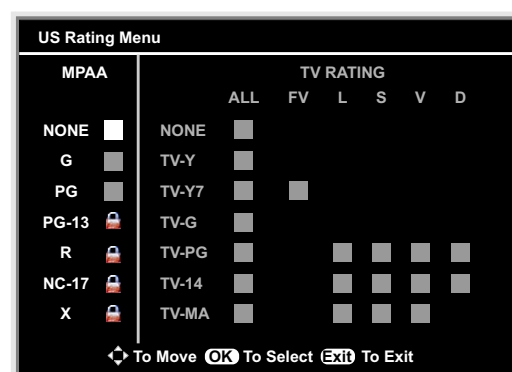 US Rating Menu
MPAA TV RATING
ALL FV L S V D
NONE NONE
G TV-Y
PG TV-Y7
PG-13 TV-G
R TV-PG
NC-17 TV-14
X TV-MA
To Move OK To Select Exit To Exit